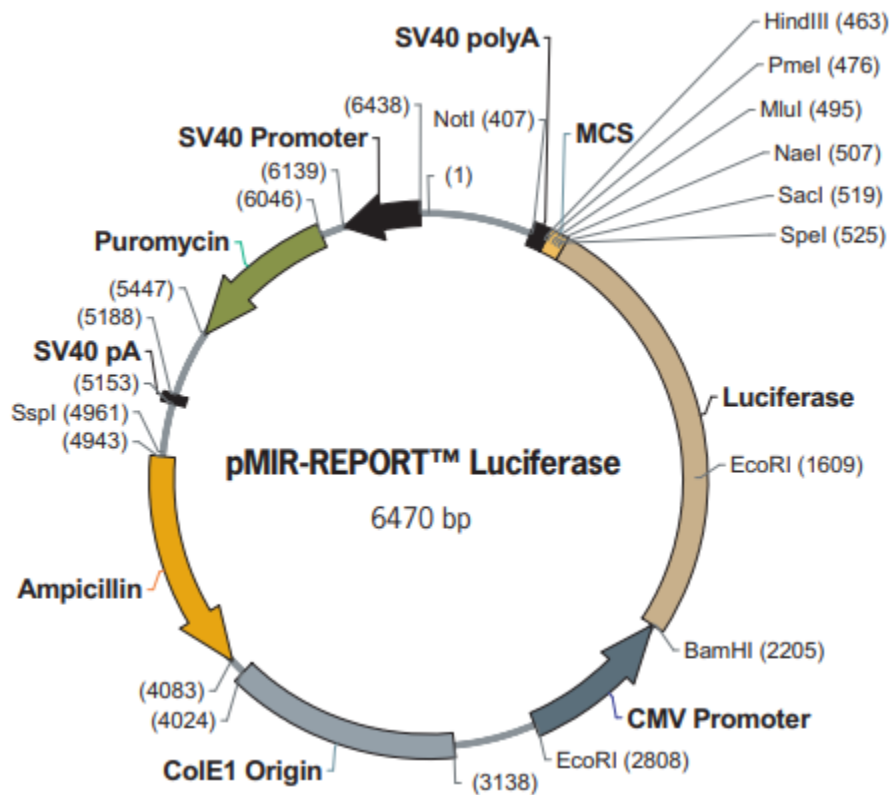 SV40 polyA
HindIII (463)
PmeI (476)
(6438)
NotI (407)
MluI (495)
SV40 Promoter
MCS
NaeI (507)
(6139)
(1)
(6046)
SacI (519)
SpeI (525)
Puromycin
(5447)
(5188)
SV40 pA
(5153)
SspI (4961)
(4943)
Luciferase
pMIR-REPORT™ Luciferase
EcoRI (1609)
6470 bp
Ampicillin
BamHI (2205)
(4083)
(4024)
CMV Promoter
EcoRI (2808)
ColE1 Origin
(3138)